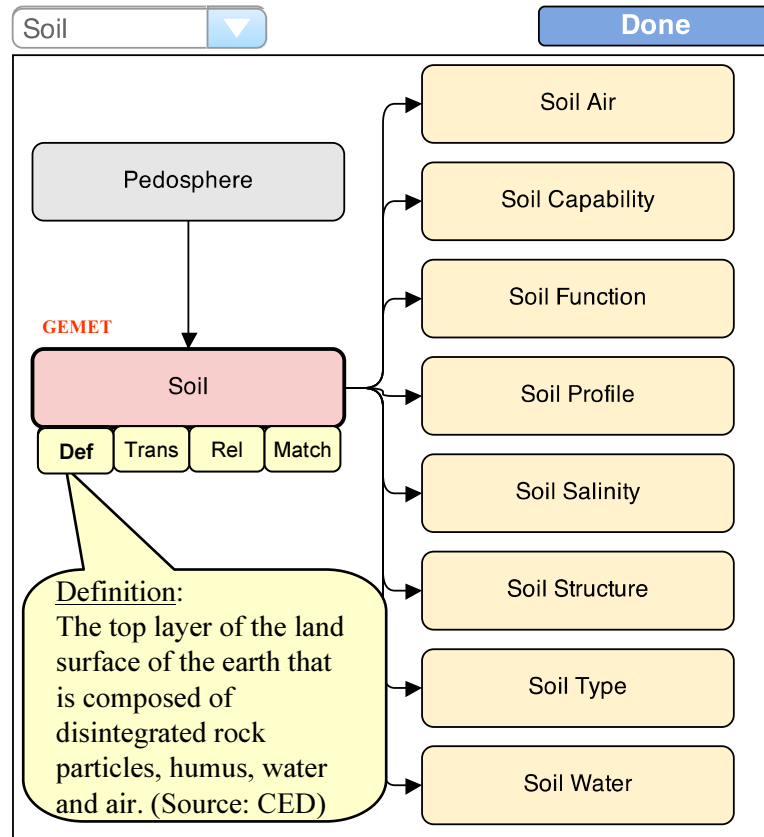 Soil
Done
Pedosphere
GEMET
Soil
Def
Trans
Rel
Match
Definition:
The top layer of the land
surface of the earth that
is composed of
disintegrated rock
particles, humus, water
and air. (Source: CED)
Soil Air
Soil Capability
Soil Function
Soil Profile
Soil Salinity
Soil Structure
Soil Type
Soil Water